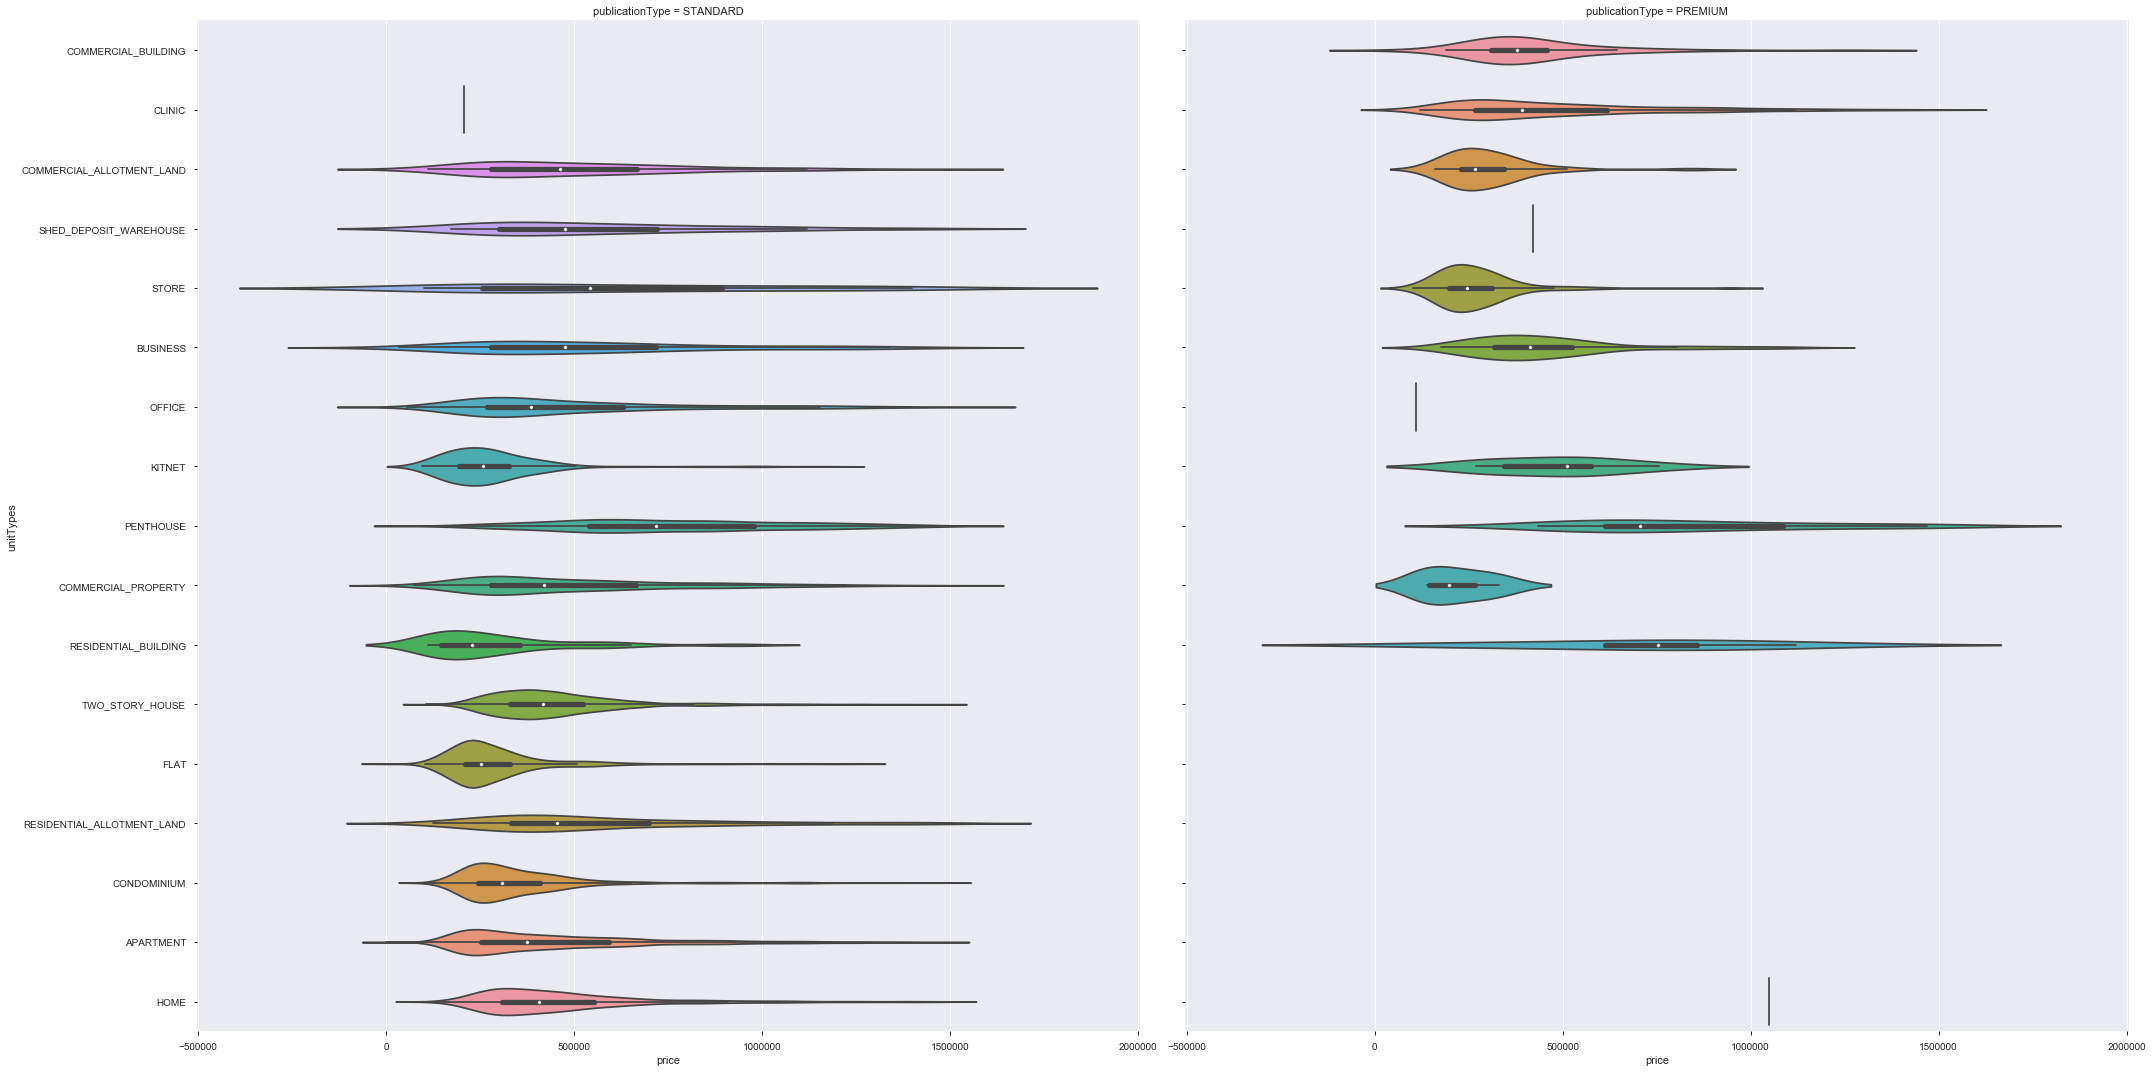 publicationType = STANDARD
publicationType = PREMIUM
unitTypes
COMMERCIAL_BUILDING
CLINIC
COMMERCIAL_ALLOTMENT_LAND
SHED_DEPOSIT_WAREHOUSE
STORE
BUSINESS
OFFICE
KITNET
PENTHOUSE
COMMERCIAL_PROPERTY
RESIDENTIAL_BUILDING
TWO_STORY_HOUSE
FLAT
RESIDENTIAL_ALLOTMENT_LAND
CONDOMINIUM
APARTMENT
HOME
−500000 0 500000 1000000 1500000 2000000
−500000 0 500000 1000000 1500000 2000000
price
price